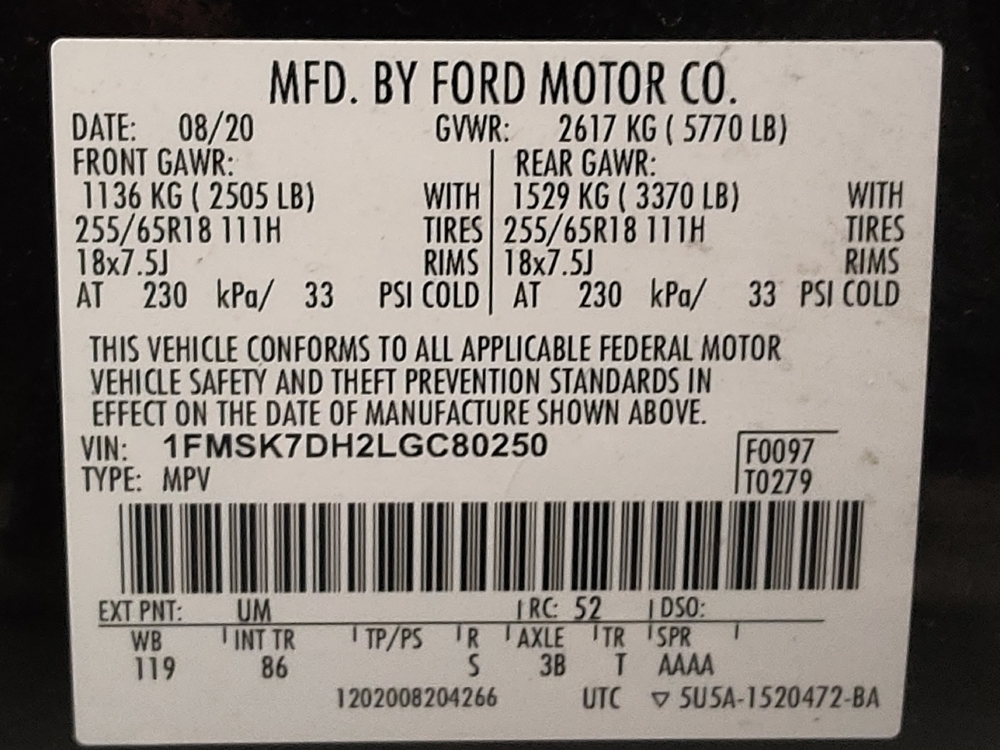 MFD. BY FORD MOTOR CO.
DATE: 08/20 GVWR: 2617 KG ( 5770 LB)
FRONT GAWR: REAR GAWR:
1136 KG ( 2505 LB) WITH 1529 KG ( 3370 LB) WITH
255/65R18 111H TIRES 255/65R18 111H TIRES
18x7.5J RIMS 18x7.5J RIMS
AT 230 kPa/ 33 PSI COLD AT 230 kPa/ 33 PSI COLD
THIS VEHICLE CONFORMS TO ALL APPLICABLE FEDERAL MOTOR
VEHICLE SAFETY AND THEFT PREVENTION STANDARDS IN
EFFECT ON THE DATE OF MANUFACTURE SHOWN ABOVE.
VIN: 1FMSK7DH2LGC80250 F0097
TYPE: MPV T0279
EXT PNT: UM RC: 52 DSO:
WB INT TR TP/PS R AXLE TR SPR
119 86 S 3B T AAAA
1202008204266 UTC ▽ 5U5A-1520472-BA